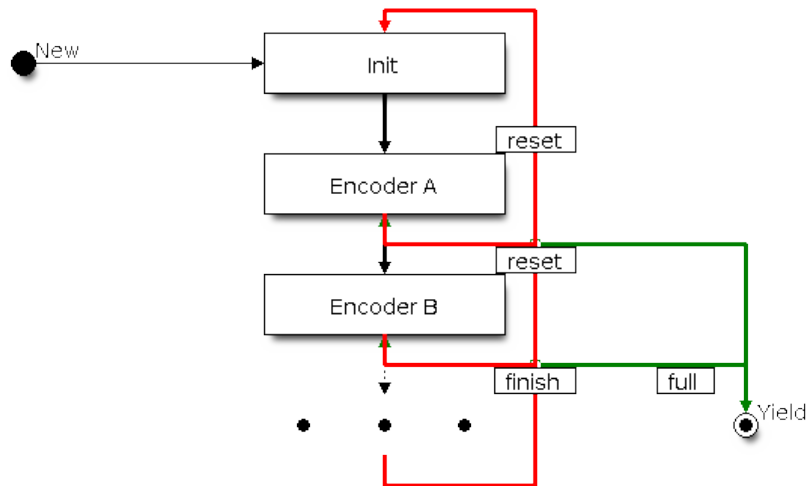 New
Init
reset
Encoder A
reset
Encoder B
finish
full
Yield